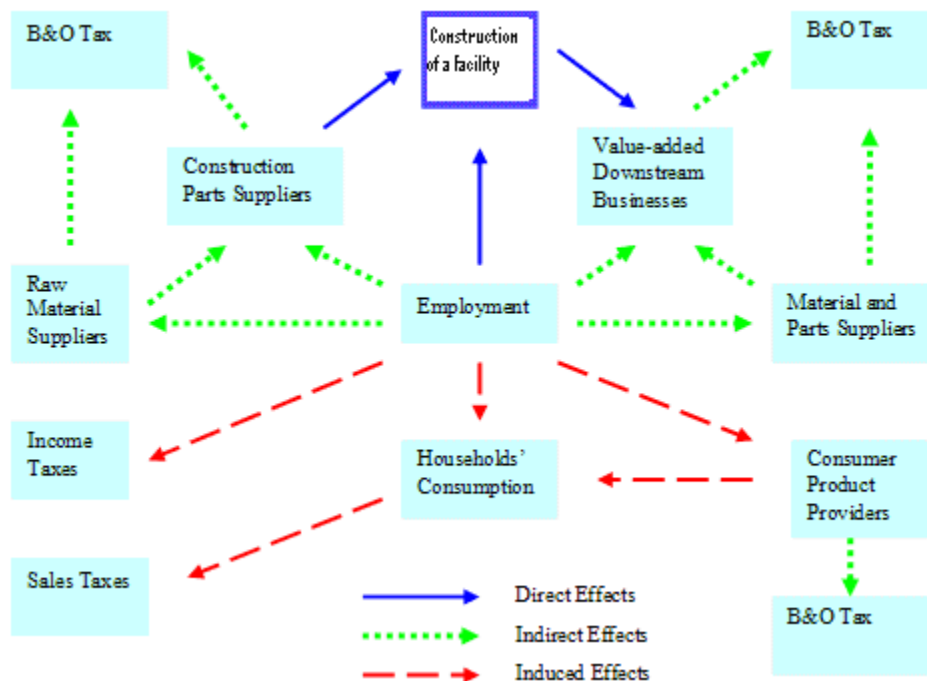 B&O Tax
Construction
of a facility
B&O Tax
Construction
Parts Suppliers
Value-added
Downstream
Businesses
Raw
Material
Suppliers
Employment
Material and
Parts Suppliers
Income
Taxes
Households’
Consumption
Consumer
Product
Providers
Sales Taxes
B&O Tax
Direct Effects
Indirect Effects
Induced Effects